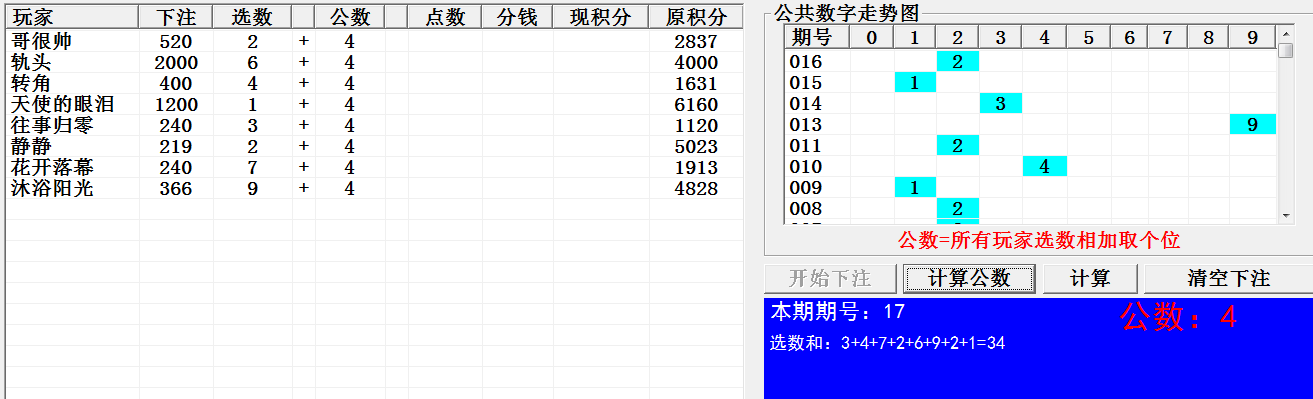 玩家 下注 选数 公数 点数 分钱 现积分 原积分
哥很帅 520 2 + 4 2837
轨头 2000 6 + 4 4000
转角 400 4 + 4 1631
天使的眼泪 1200 1 + 4 6160
往事归零 240 3 + 4 1120
静静 219 2 + 4 5023
花开落幕 240 7 + 4 1913
沐浴阳光 366 9 + 4 4828
公共数字走势图
期号 0 1 2 3 4 5 6 7 8 9
016 2
015 1
014 3
013 9
011 2
010 4
009 1
008 2
公数=所有玩家选数相加取个位
开始下注 计算公数 计算 清空下注
本期期号：17
公数：4
选数和：3+4+7+2+6+9+2+1=34